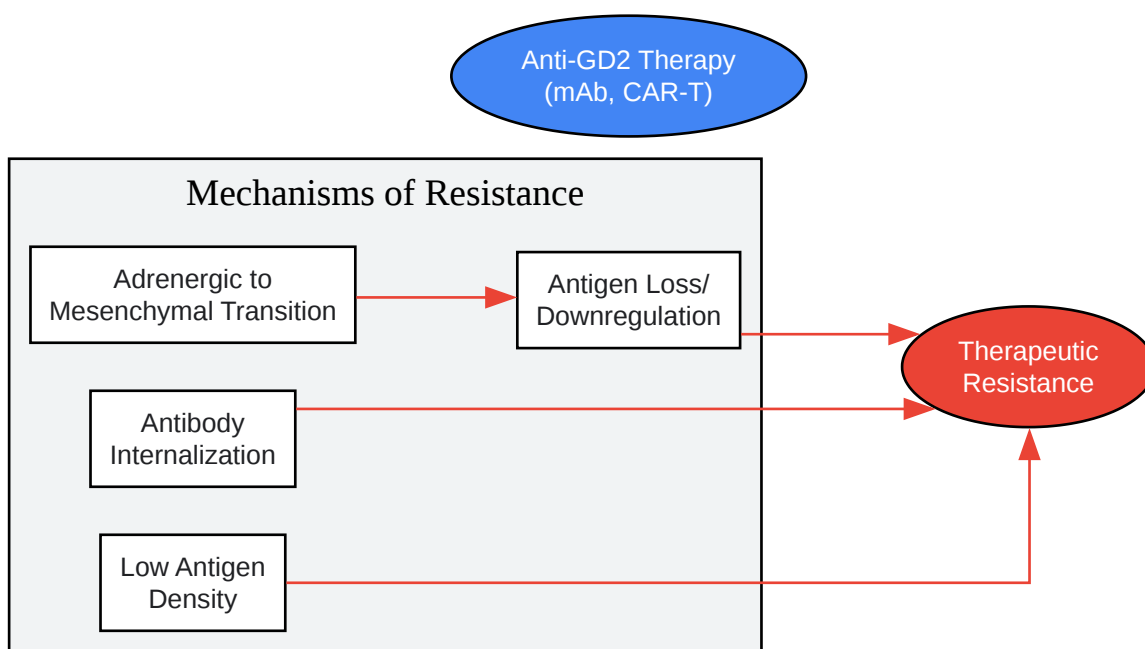 Anti-GD2 Therapy
(mAb, CAR-T)
Mechanisms of Resistance
Adrenergic to
Mesenchymal Transition
Antigen Loss/
Downregulation
Therapeutic
Resistance
Antibody
Internalization
Low Antigen
Density